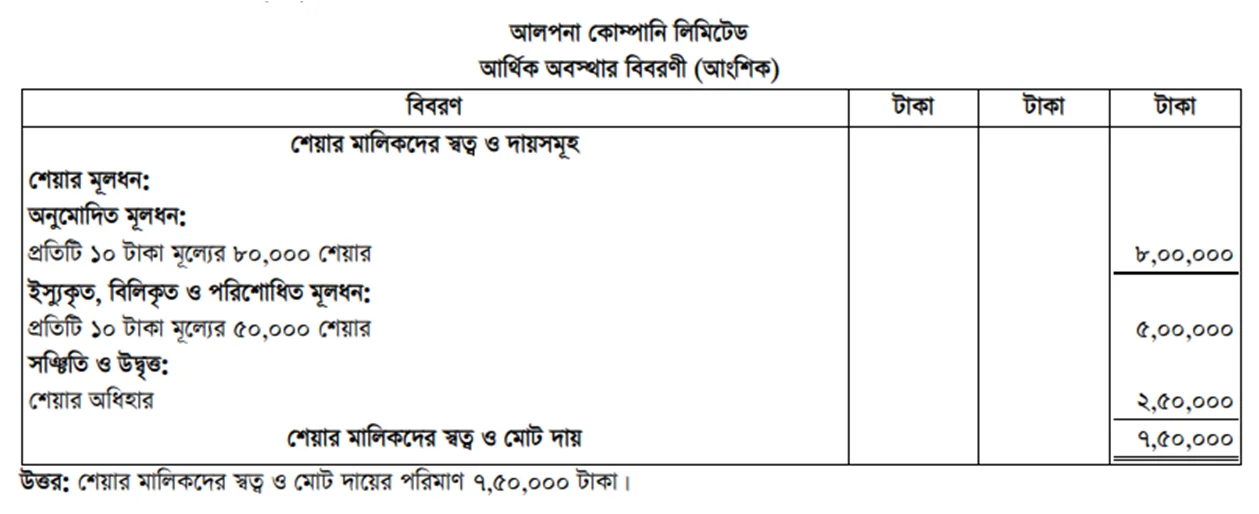 আলপনা কোম্পানি লিমিটেড
আর্থিক অবস্থার বিবরণী (আংশিক)
বিবরণ টাকা টাকা টাকা
শেয়ার মালিকদের স্বত্ব ও দায়সমূহ
শেয়ার মূলধন:
অনুমোদিত মূলধন:
প্রতিটি ১০ টাকা মূল্যের ৮০,০০০ শেয়ার ৮,০০,০০০
ইস্যুকৃত, বিলিকৃত ও পরিশোধিত মূলধন:
প্রতিটি ১০ টাকা মূল্যের ৫০,০০০ শেয়ার ৫,০০,০০০
সঞ্চিতি ও উদ্বৃত্ত:
শেয়ার অধিহার ২,৫০,০০০
শেয়ার মালিকদের স্বত্ব ও মোট দায় ৭,৫০,০০০
উত্তর: শেয়ার মালিকদের স্বত্ব ও মোট দায়ের পরিমাণ ৭,৫০,০০০ টাকা।